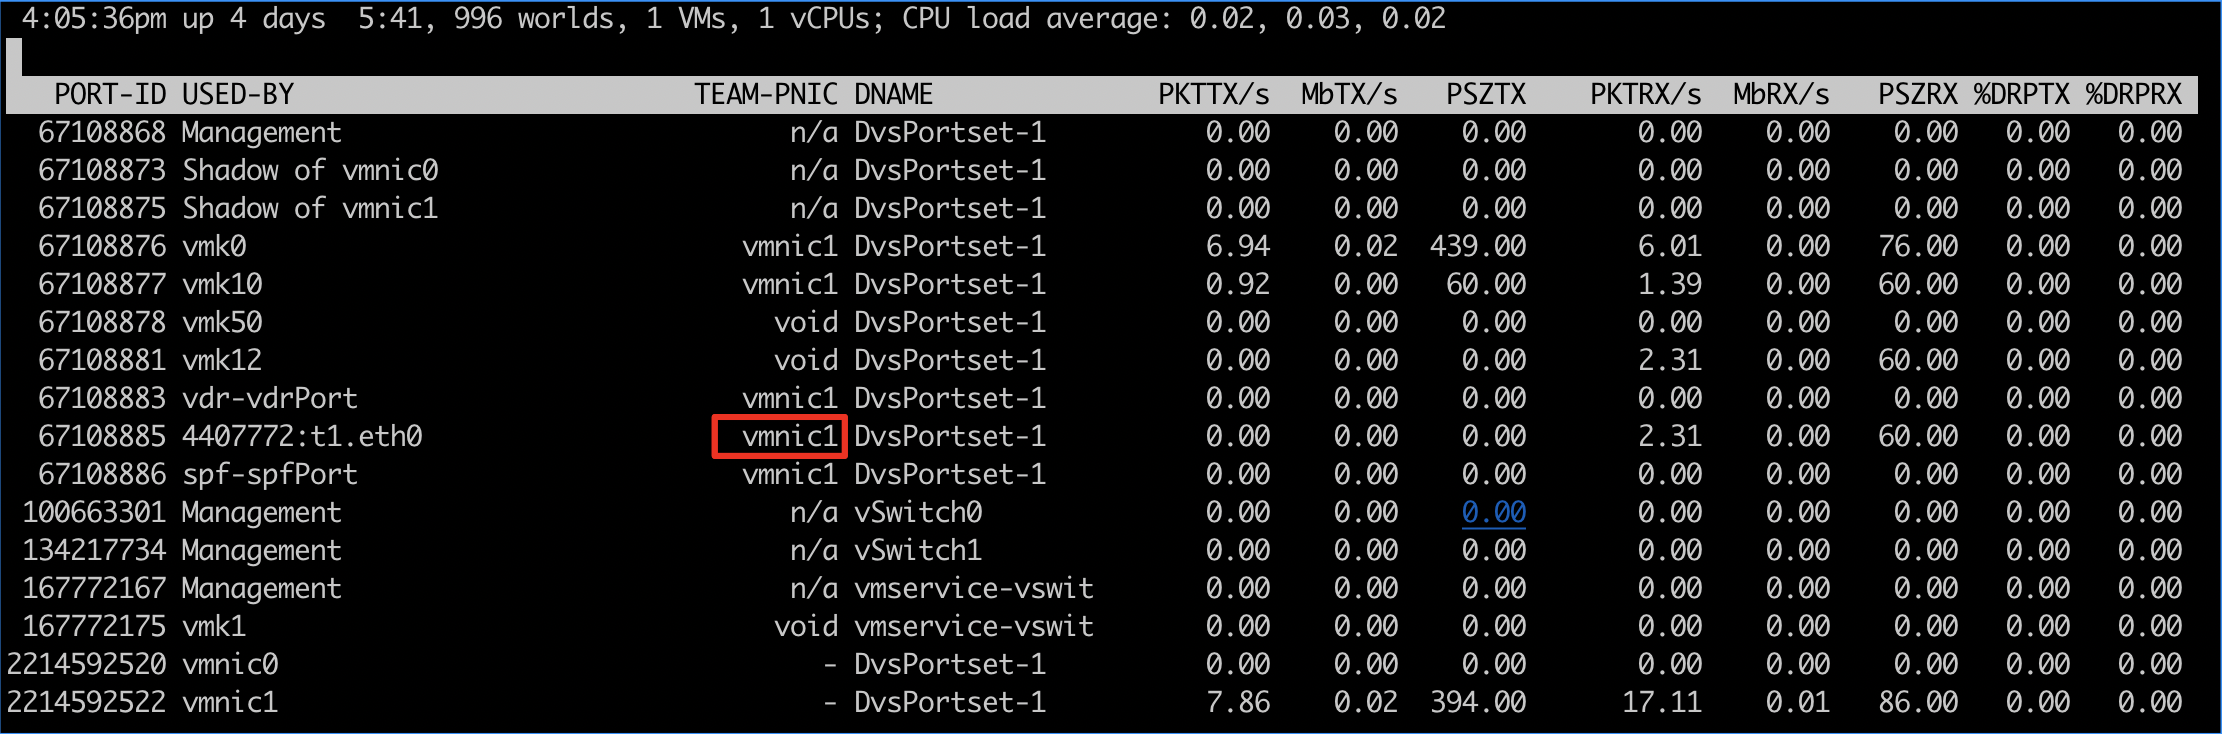 4:05:36pm up 4 days  5:41, 996 worlds, 1 VMs, 1 vCPUs; CPU load average: 0.02, 0.03, 0.02
PORT-ID USED-BY TEAM-PNIC DNAME PKTTX/s MbTX/s PSZTX PKTRX/s MbRX/s PSZRX %DRPTX %DRPRX
67108868 Management n/a DvsPortset-1 0.00 0.00 0.00 0.00 0.00 0.00 0.00 0.00
67108873 Shadow of vmnic0 n/a DvsPortset-1 0.00 0.00 0.00 0.00 0.00 0.00 0.00 0.00
67108875 Shadow of vmnic1 n/a DvsPortset-1 0.00 0.00 0.00 0.00 0.00 0.00 0.00 0.00
67108876 vmk0 vmnic1 DvsPortset-1 6.94 0.02 439.00 6.01 0.00 76.00 0.00 0.00
67108877 vmk10 vmnic1 DvsPortset-1 0.92 0.00 60.00 1.39 0.00 60.00 0.00 0.00
67108878 vmk50 void DvsPortset-1 0.00 0.00 0.00 0.00 0.00 0.00 0.00 0.00
67108881 vmk12 void DvsPortset-1 0.00 0.00 0.00 2.31 0.00 60.00 0.00 0.00
67108883 vdr-vdrPort vmnic1 DvsPortset-1 0.00 0.00 0.00 0.00 0.00 0.00 0.00 0.00
67108885 4407772:t1.eth0 vmnic1 DvsPortset-1 0.00 0.00 0.00 2.31 0.00 60.00 0.00 0.00
67108886 spf-spfPort vmnic1 DvsPortset-1 0.00 0.00 0.00 0.00 0.00 0.00 0.00 0.00
100663301 Management n/a vSwitch0 0.00 0.00 0.00 0.00 0.00 0.00 0.00 0.00
134217734 Management n/a vSwitch1 0.00 0.00 0.00 0.00 0.00 0.00 0.00 0.00
167772167 Management n/a vmservice-vswit 0.00 0.00 0.00 0.00 0.00 0.00 0.00 0.00
167772175 vmk1 void vmservice-vswit 0.00 0.00 0.00 0.00 0.00 0.00 0.00 0.00
2214592520 vmnic0 - DvsPortset-1 0.00 0.00 0.00 0.00 0.00 0.00 0.00 0.00
2214592522 vmnic1 - DvsPortset-1 7.86 0.02 394.00 17.11 0.01 86.00 0.00 0.00